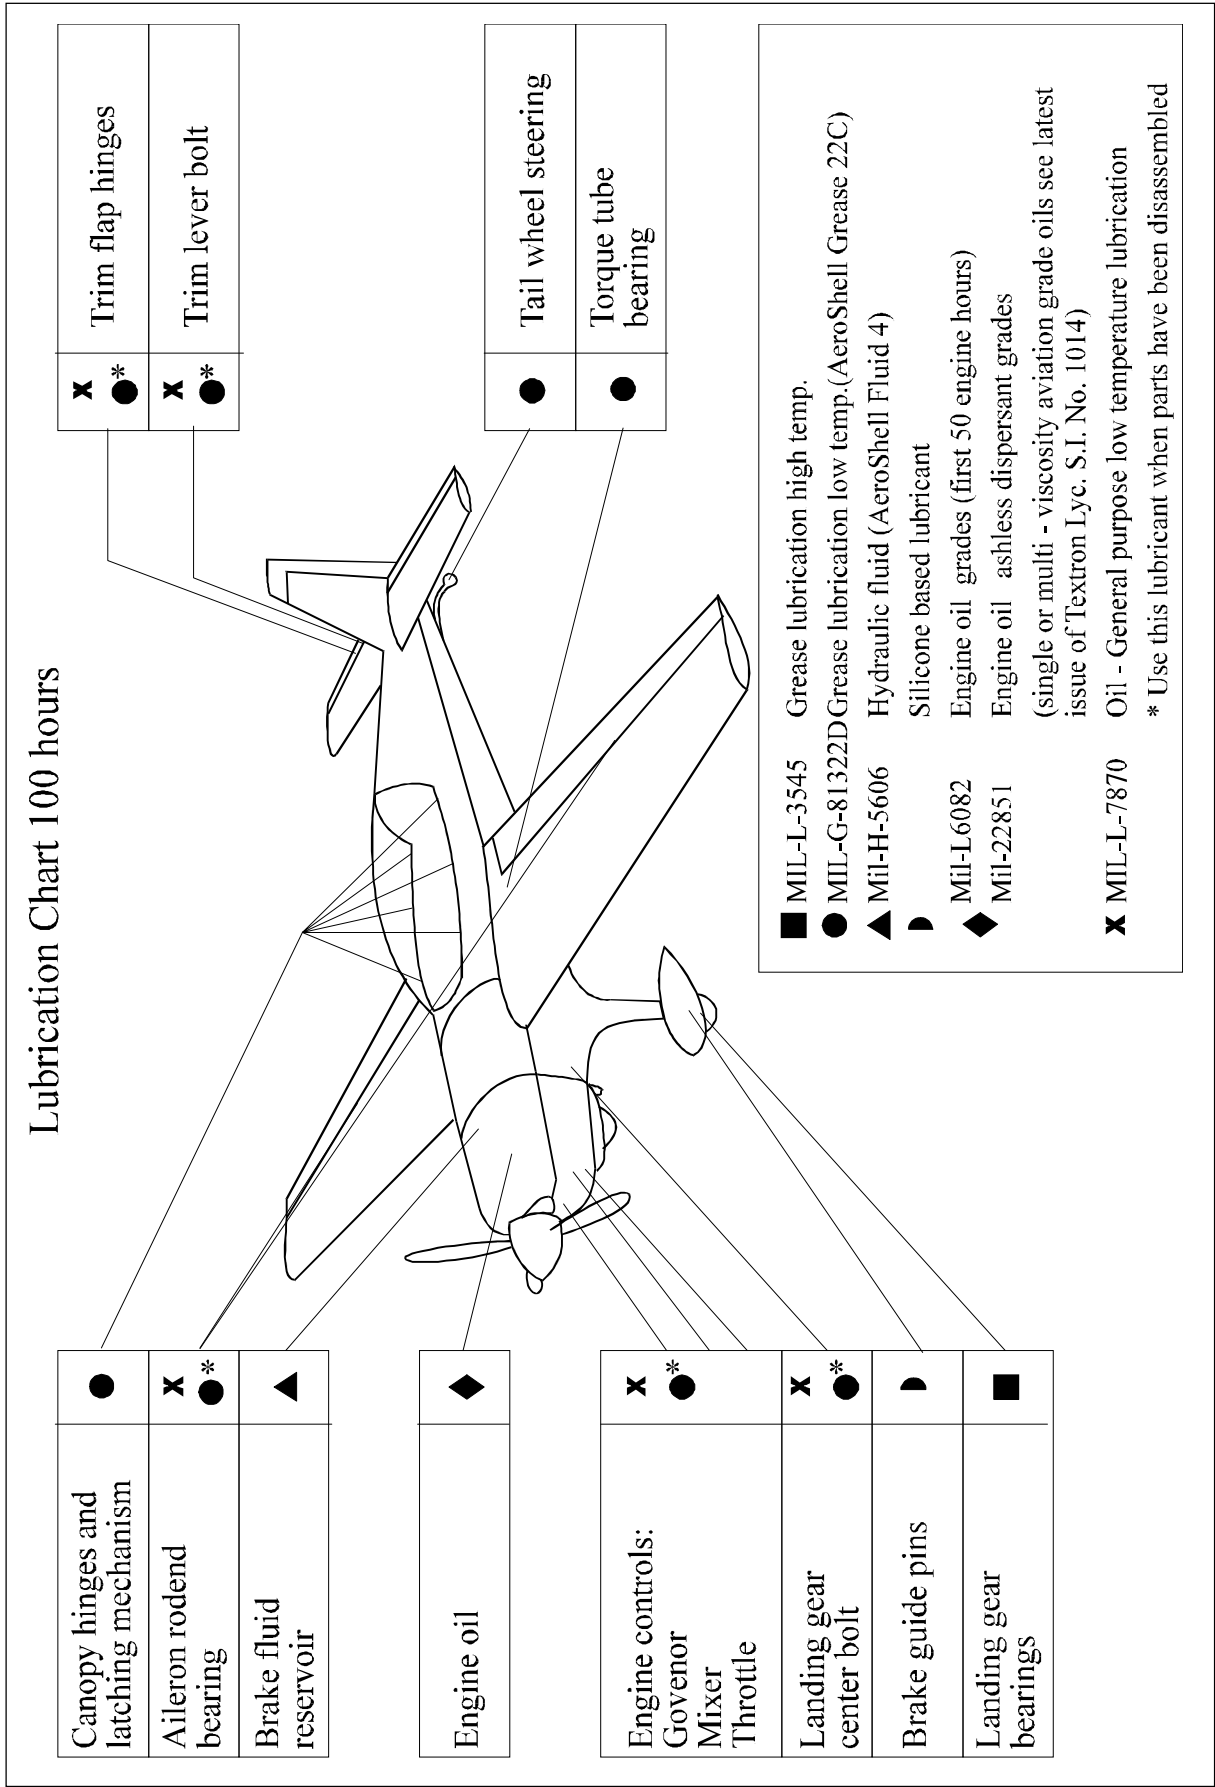 Lubrication Chart 100 hours
Canopy hinges and
latching mechanism
Aileron rodend
bearing
x
*
Brake fluid
reservoir
Engine oil
Engine controls:
Govenor
Mixer
Throttle
x
*
Landing gear
center bolt
x
*
Brake guide pins
Landing gear
bearings
x
*
Trim flap hinges
x
*
Trim lever bolt
Tail wheel steering
Torque tube
bearing
MIL-L-3545 Grease lubrication high temp.
MIL-G-81322D Grease lubrication low temp.(AeroShell Grease 22C)
Mil-H-5606 Hydraulic fluid (AeroShell Fluid 4)
Silicone based lubricant
Mil-L6082 Engine oil grades (first 50 engine hours)
Mil-22851 Engine oil ashless dispersant grades
(single or multi - viscosity aviation grade oils see latest
issue of Textron Lyc. S.I. No. 1014)
x MIL-L-7870 Oil - General purpose low temperature lubrication
* Use this lubricant when parts have been disassembled